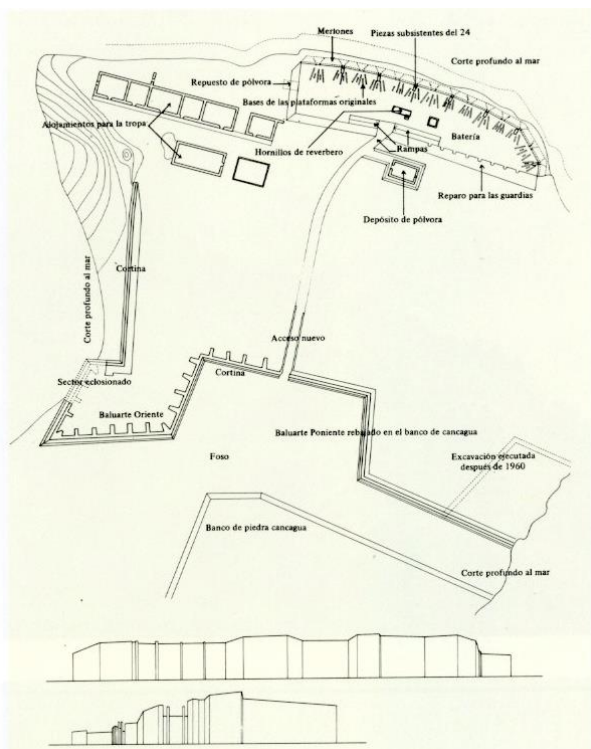 Merlones
Piezas subsistentes del 24
Corte profundo al mar
Repuesto de pólvora
Bases de las plataformas originales
Alojamientos para la tropa
Batería
Hornillos de reverbero
Rampas
Reparo para las guardias
Depósito de pólvora
Cortina
Corte profundo al mar
Acceso nuevo
Sector eclosionado
Cortina
Baluarte Oriente
Baluarte Poniente rebajado en el banco de cancagua
Foso
Excavación ejecutada
después de 1960
Banco de piedra cancagua
Corte profundo al mar